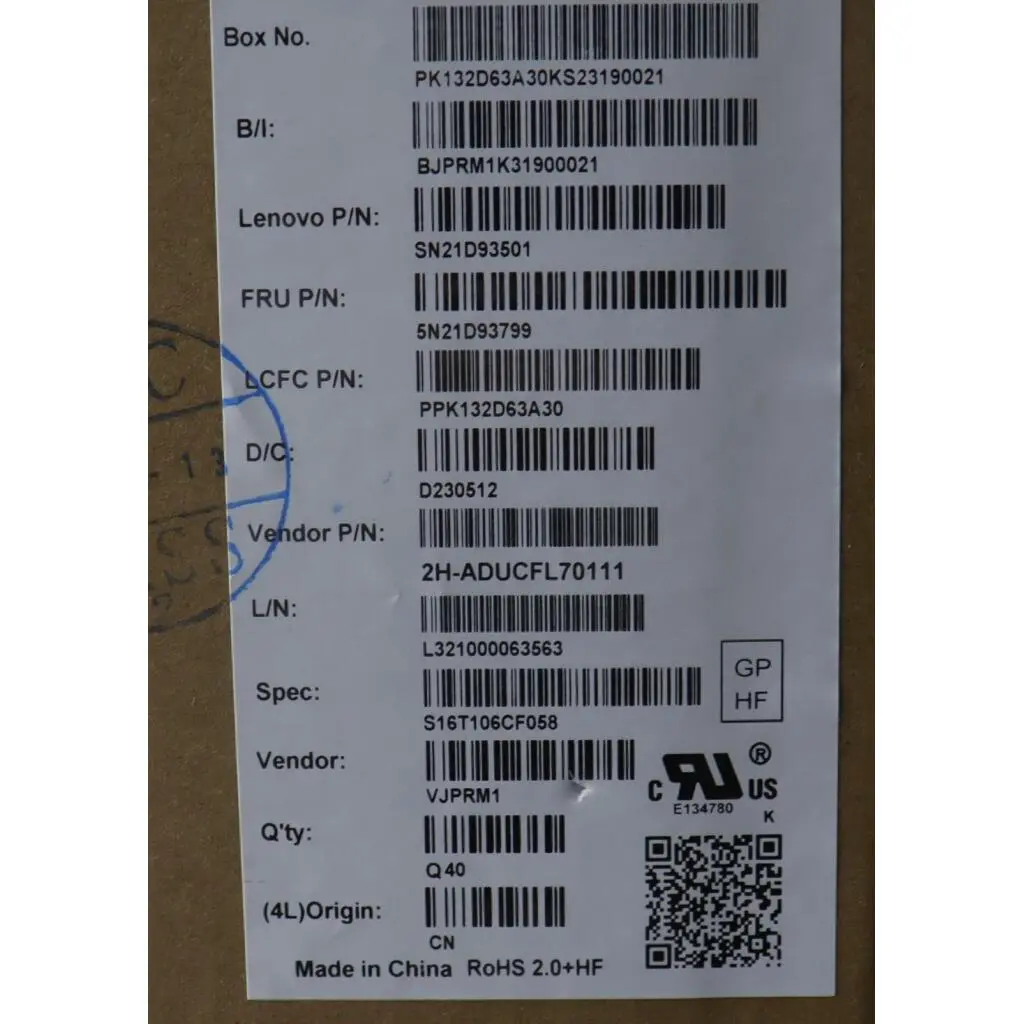 Box No.
PK132D63A30KS23190021
B/I:
BJPRM1K31900021
Lenovo P/N:
SN21D93501
FRU P/N:
5N21D93799
LCFC P/N:
PPK132D63A30
D/C:
D230512
Vendor P/N:
2H-ADUCFL70111
L/N:
L321000063563
Spec:
S16T106CF058
GP
HF
Vendor:
VJPRM1
C RU US ®
E134780
K
Q'ty:
Q40
(4L)Origin:
CN
Made in China RoHS 2.0+HF